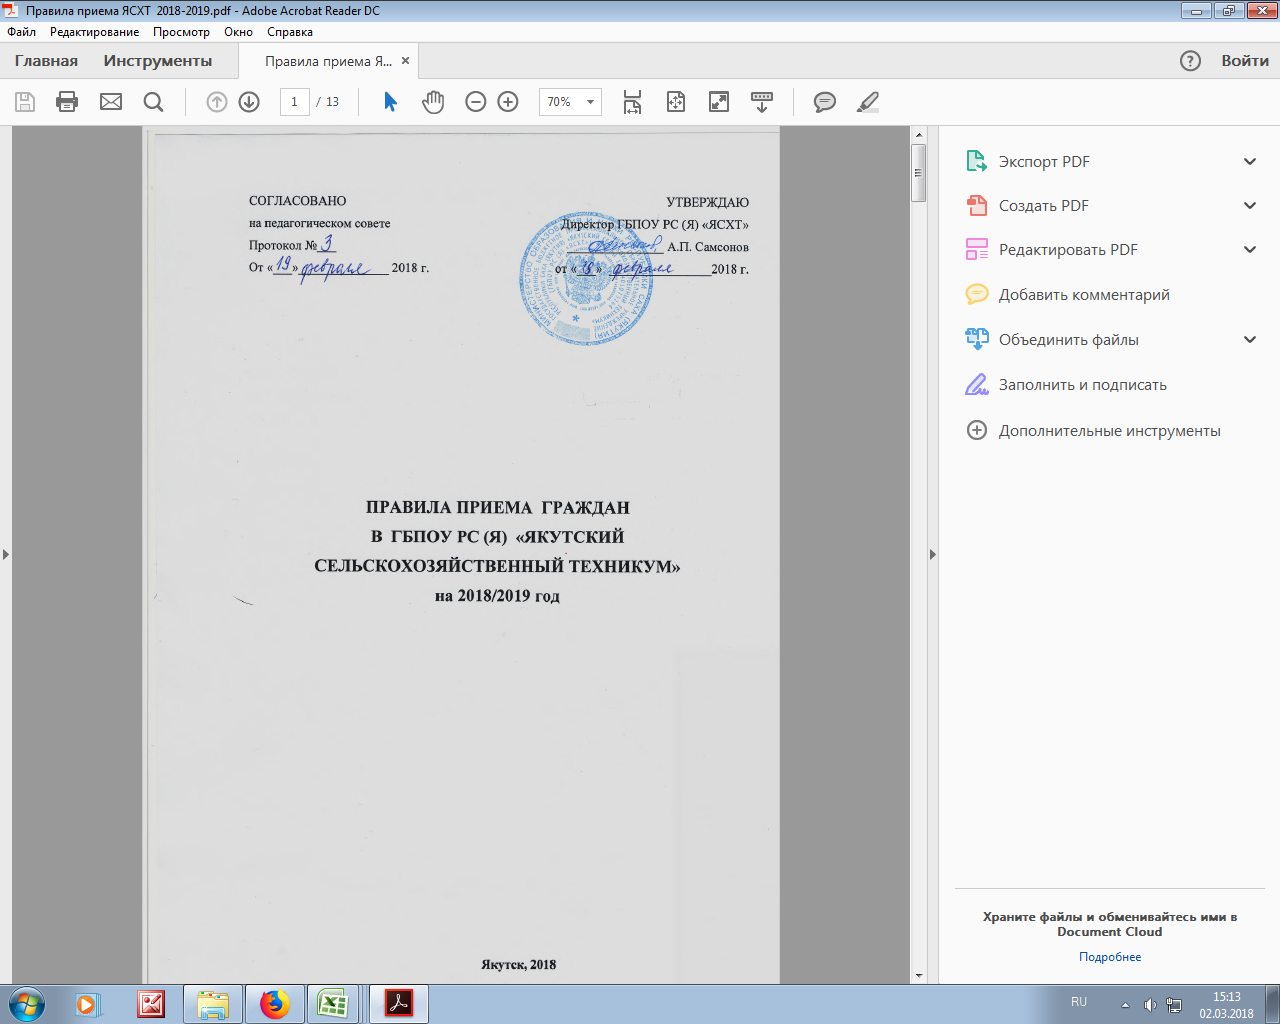 Правила приема ЯСХТ 2018-2019.pdf - Adobe Acrobat Reader DC
Файл Редактирование Просмотр Окно Справка
Главная Инструменты Правила приема Я... × ? Войти
1 / 13 70%
СОГЛАСОВАНО
на педагогическом совете
Протокол № 3
От «19» февраля 2018 г.
УТВЕРЖДАЮ
Директор ГБПОУ РС (Я) «ЯСХТ»
А.П. Самсонов
от «19» февраля 2018 г.
ПРАВИЛА ПРИЕМА ГРАЖДАН
В ГБПОУ РС (Я) «ЯКУТСКИЙ
СЕЛЬСКОХОЗЯЙСТВЕННЫЙ ТЕХНИКУМ»
на 2018/2019 год
Якутск, 2018
Экспорт PDF
Создать PDF
Редактировать PDF
Добавить комментарий
Объединить файлы
Заполнить и подписать
Дополнительные инструменты
Храните файлы и обменивайтесь ими в
Document Cloud
Подробнее
RU
15:13
02.03.2018